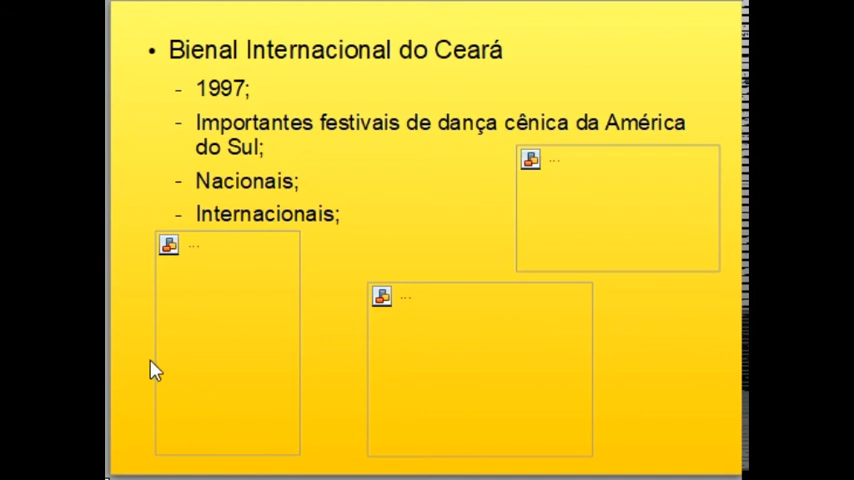 • Bienal Internacional do Ceará
- 1997;
- Importantes festivais de dança cênica da América
do Sul;
- Nacionais;
- Internacionais;
...
...
...